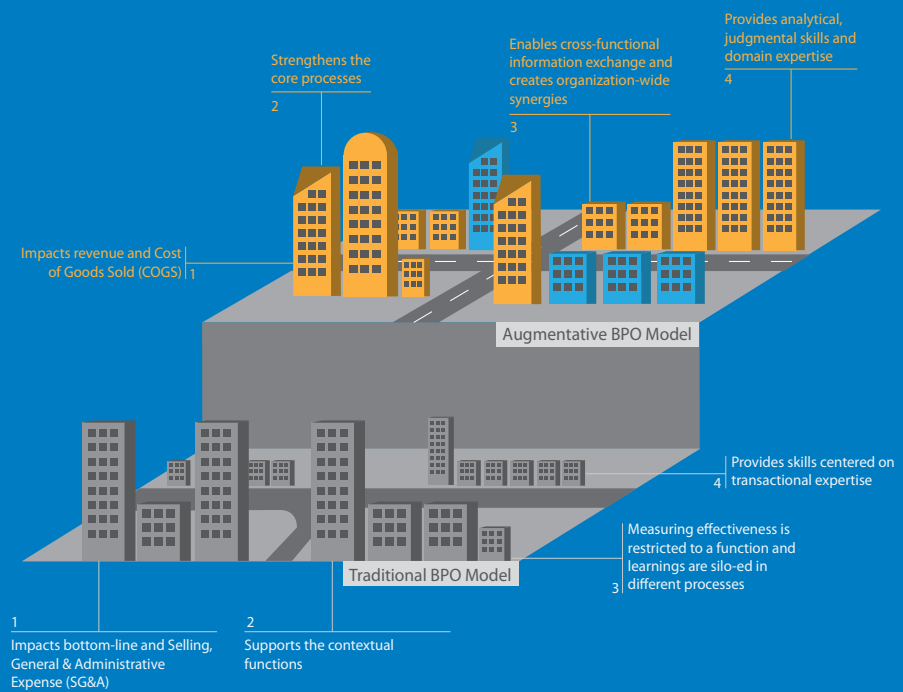 Provides analytical,
judgmental skills and
domain expertise
4
Enables cross-functional
information exchange and
creates organization-wide
synergies
3
Strengthens the
core processes
2
Impacts revenue and Cost
of Goods Sold (COGS)
1
Augmentative BPO Model
Provides skills centered on
transactional expertise
4
Measuring effectiveness is
restricted to a function and
learnings are silo-ed in
different processes
3
Traditional BPO Model
1
Impacts bottom-line and Selling,
General & Administrative
Expense (SG&A)
2
Supports the contextual
functions